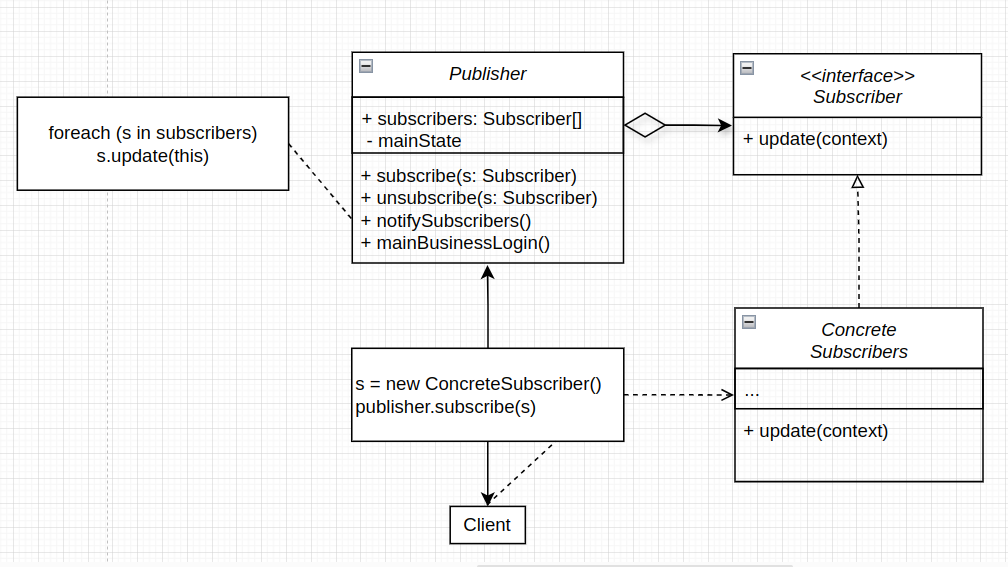 Publisher
+ subscribers: Subscriber[]
- mainState
+ subscribe(s: Subscriber)
+ unsubscribe(s: Subscriber)
+ notifySubscribers()
+ mainBusinessLogin()
<<interface>>
Subscriber
+ update(context)
foreach (s in subscribers)
s.update(this)
s = new ConcreteSubscriber()
publisher.subscribe(s)
Concrete
Subscribers
...
+ update(context)
Client